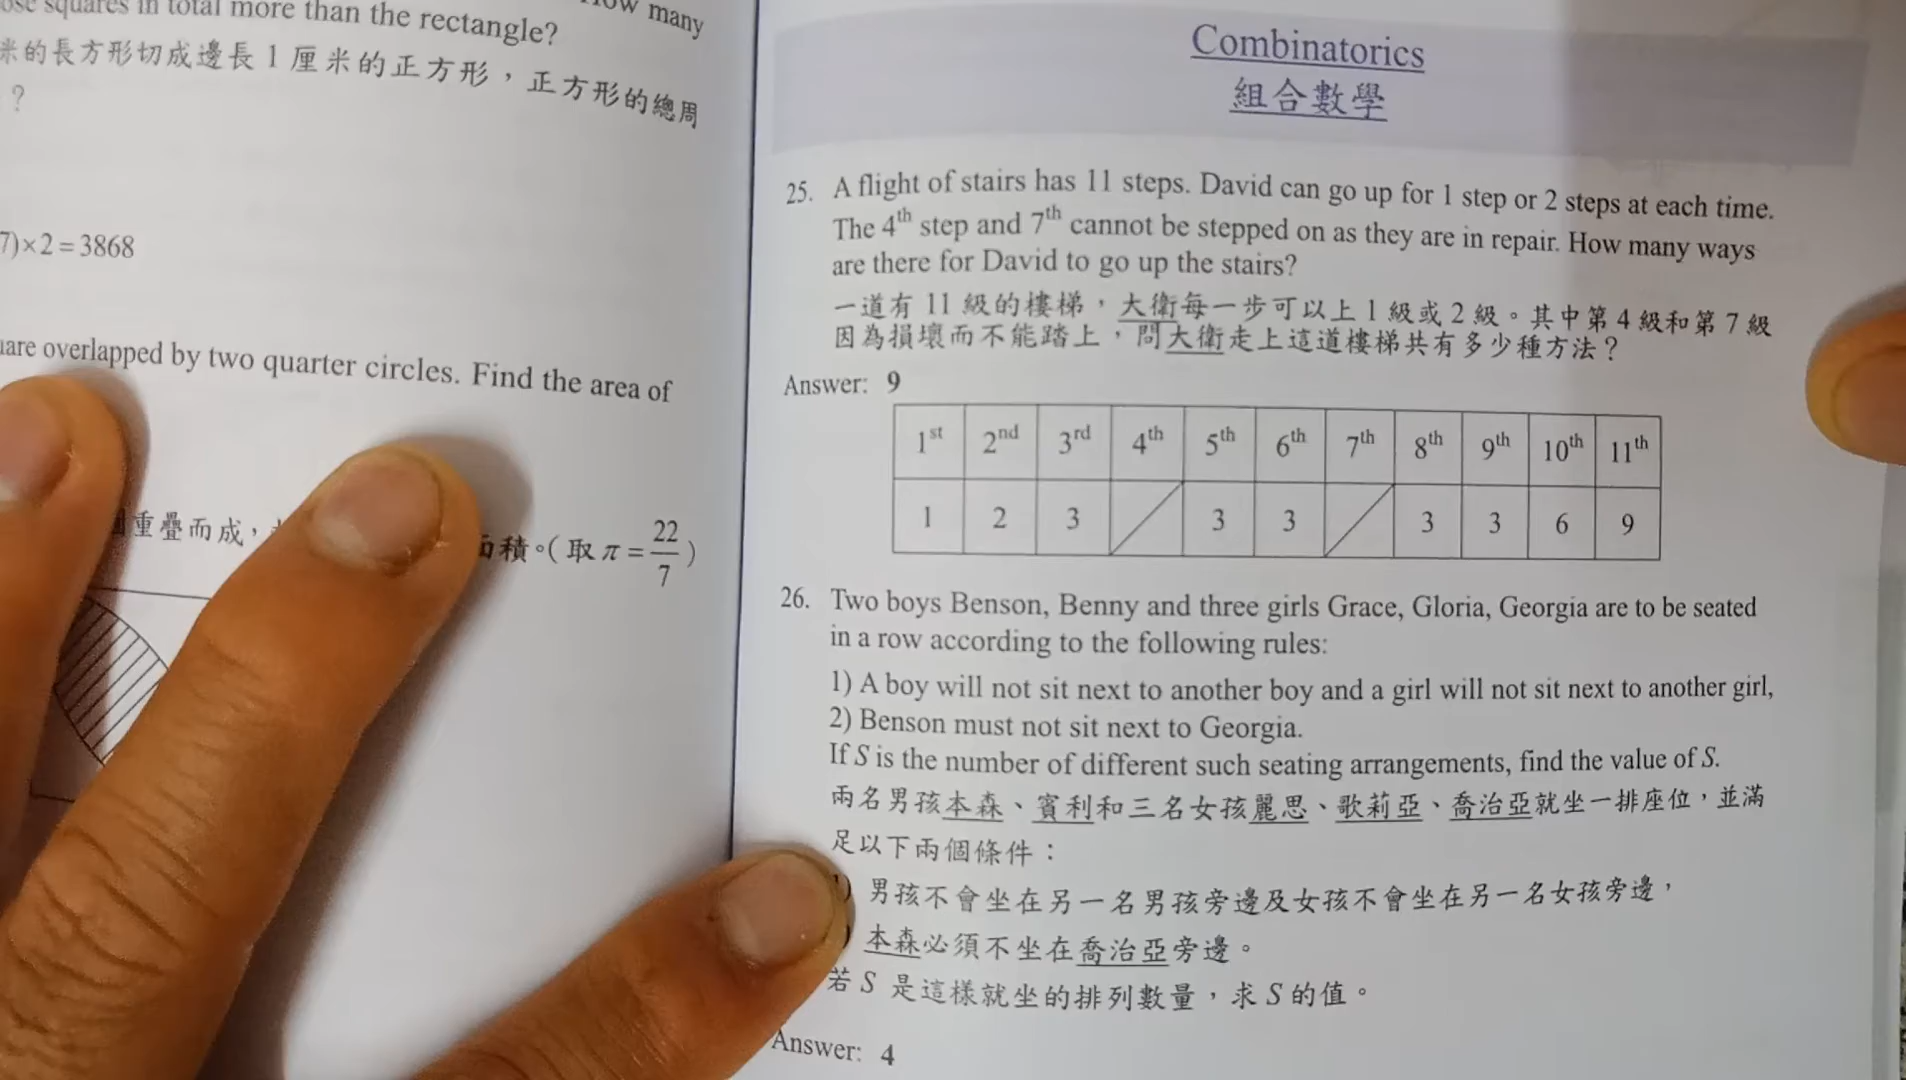 squares in total more than the rectangle?
many
米的長方形切成邊長 1 厘米的正方形，正方形的總周
?
7)×2=3868
overlapped by two quarter circles. Find the area of
重疊而成，
積。(取 π = 22/7)
Combinatorics
組合數學
25. A flight of stairs has 11 steps. David can go up for 1 step or 2 steps at each time.
The 4th step and 7th cannot be stepped on as they are in repair. How many ways
are there for David to go up the stairs?
一道有 11 級的樓梯，大衛每一步可以上 1 級或 2 級。其中第 4 級和第 7 級
因為損壞而不能踏上，問大衛走上這道樓梯共有多少種方法？
Answer: 9
1st 2nd 3rd 4th 5th 6th 7th 8th 9th 10th 11th
1 2 3 3 3 3 3 6 9
26. Two boys Benson, Benny and three girls Grace, Gloria, Georgia are to be seated
in a row according to the following rules:
1) A boy will not sit next to another boy and a girl will not sit next to another girl,
2) Benson must not sit next to Georgia.
If S is the number of different such seating arrangements, find the value of S.
兩名男孩本森、賓利和三名女孩麗思、歌莉亞、喬治亞就坐一排座位，並滿
足以下兩個條件：
) 男孩不會坐在另一名男孩旁邊及女孩不會坐在另一名女孩旁邊，
) 本森必須不坐在喬治亞旁邊。
若 S 是這樣就坐的排列數量，求 S 的值。
Answer: 4